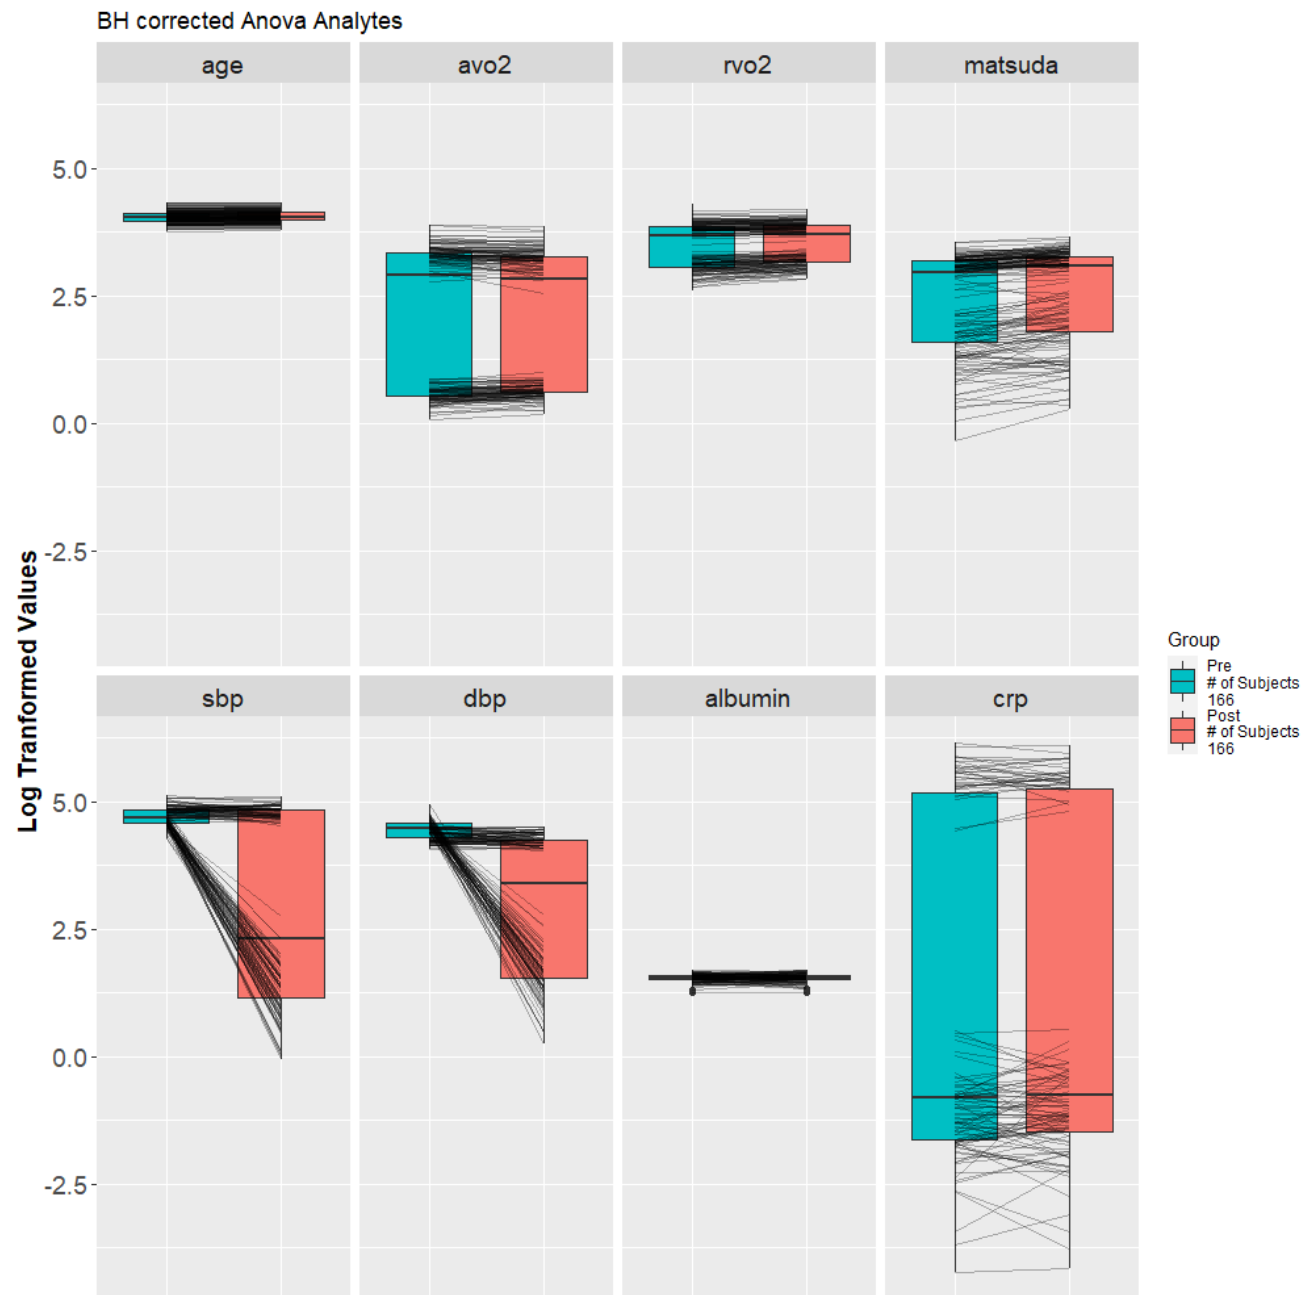 BH corrected Anova Analytes
age avo2 rvo2 matsuda
5.0
2.5
0.0
-2.5
Log Tranformed Values
sbp dbp albumin crp
5.0
2.5
0.0
-2.5
Group
Pre
# of Subjects
166
Post
# of Subjects
166